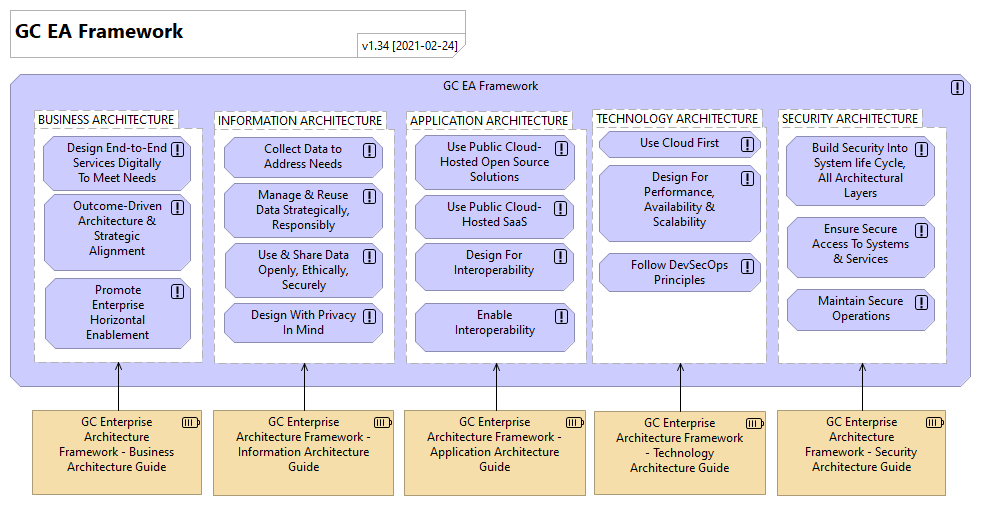 GC EA Framework
v1.34 [2021-02-24]
GC EA Framework
BUSINESS ARCHITECTURE
Design End-to-End
Services Digitally
To Meet Needs
Outcome-Driven
Architecture &
Strategic
Alignment
Promote
Enterprise
Horizontal
Enablement
INFORMATION ARCHITECTURE
Collect Data to
Address Needs
Manage & Reuse
Data Strategically,
Responsibly
Use & Share Data
Openly, Ethically,
Securely
Design With Privacy
In Mind
APPLICATION ARCHITECTURE
Use Public Cloud-
Hosted Open Source
Solutions
Use Public Cloud-
Hosted SaaS
Design For
Interoperability
Enable
Interoperability
TECHNOLOGY ARCHITECTURE
Use Cloud First
Design For
Performance,
Availability &
Scalability
Follow DevSecOps
Principles
SECURITY ARCHITECTURE
Build Security Into
System life Cycle,
All Architectural
Layers
Ensure Secure
Access To Systems
& Services
Maintain Secure
Operations
GC Enterprise
Architecture
Framework - Business
Architecture Guide
GC Enterprise
Architecture Framework -
Information Architecture
Guide
GC Enterprise
Architecture Framework -
Application Architecture
Guide
GC Enterprise
Architecture Framework
- Technology
Architecture Guide
GC Enterprise
Architecture
Framework - Security
Architecture Guide